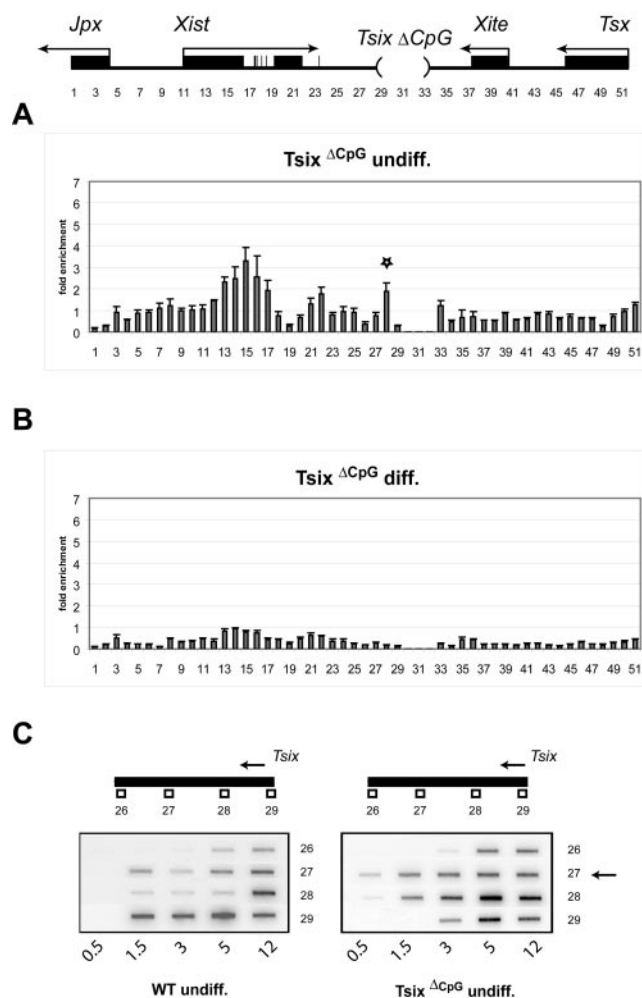 Jpx Xist Tsix ΔCpG Xite Tsx
1 3 5 7 9 11 13 15 17 19 21 23 25 27 29 31 33 35 37 39 41 43 45 47 49 51
A
Tsix ΔCpG undiff.
7
6
5
4
3
2
1
0
fold enrichment
1 3 5 7 9 11 13 15 17 19 21 23 25 27 29 31 33 35 37 39 41 43 45 47 49 51
B
Tsix ΔCpG diff.
7
6
5
4
3
2
1
0
fold enrichment
1 3 5 7 9 11 13 15 17 19 21 23 25 27 29 31 33 35 37 39 41 43 45 47 49 51
C
Tsix Tsix
26 27 28 29 26 27 28 29
26 26
27 27
28 28
29 29
0.5 1.5 3 5 12 0.5 1.5 3 5 12
WT undiff. Tsix ΔCpG undiff.